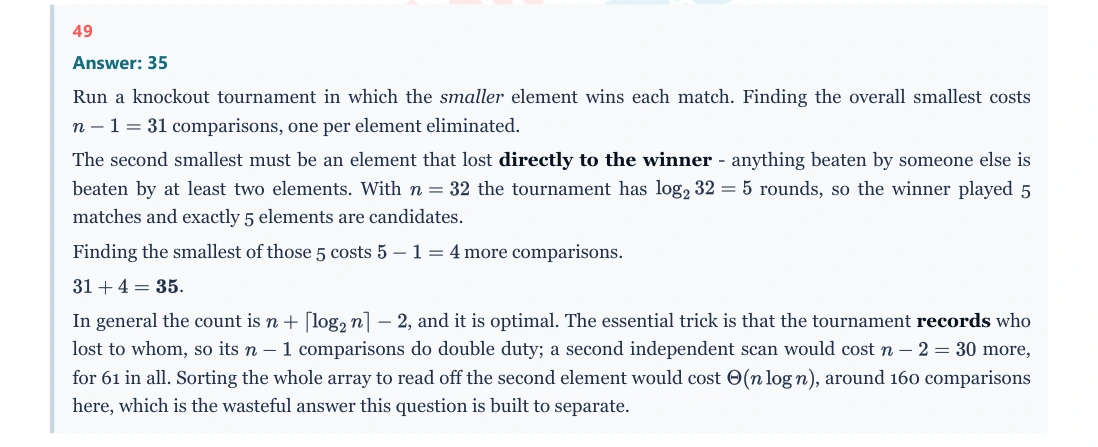 49
Answer: 35
Run a knockout tournament in which the smaller element wins each match. Finding the overall smallest costs
n − 1 = 31 comparisons, one per element eliminated.
The second smallest must be an element that lost directly to the winner - anything beaten by someone else is
beaten by at least two elements. With n = 32 the tournament has log₂ 32 = 5 rounds, so the winner played 5
matches and exactly 5 elements are candidates.
Finding the smallest of those 5 costs 5 − 1 = 4 more comparisons.
31 + 4 = 35.
In general the count is n + ⌈log₂ n⌉ − 2, and it is optimal. The essential trick is that the tournament records who
lost to whom, so its n − 1 comparisons do double duty; a second independent scan would cost n − 2 = 30 more,
for 61 in all. Sorting the whole array to read off the second element would cost Θ(n log n), around 160 comparisons
here, which is the wasteful answer this question is built to separate.